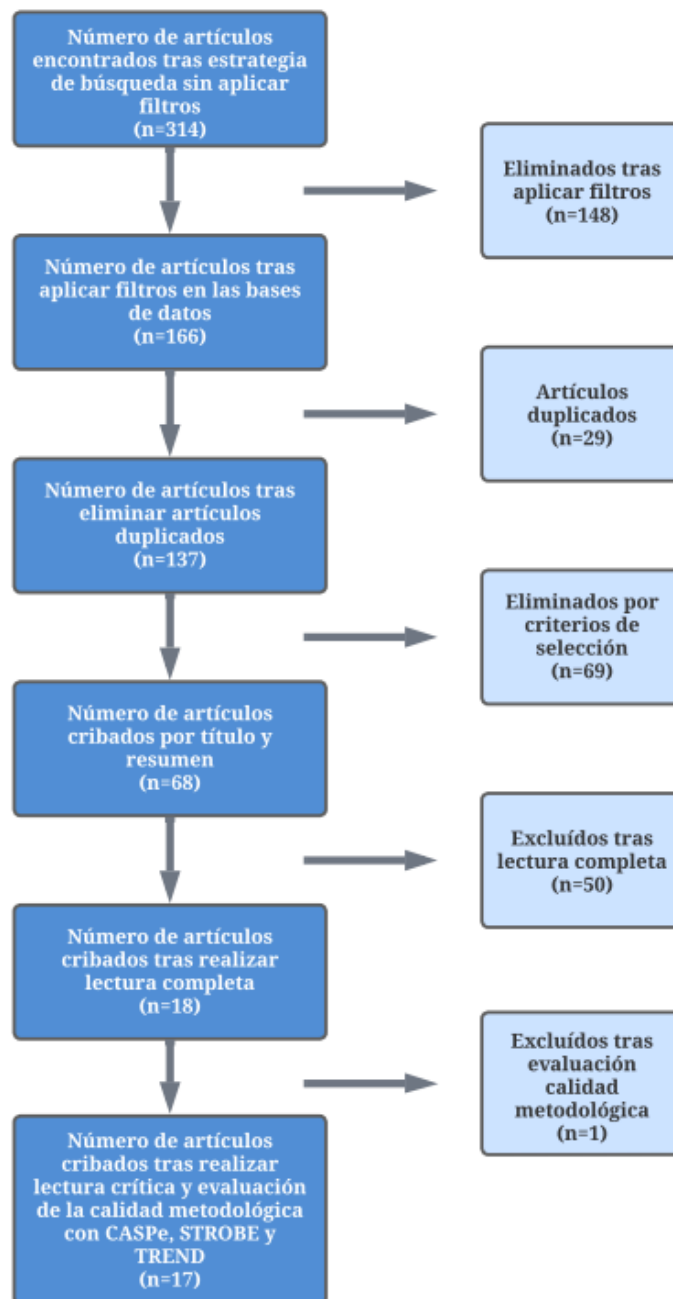 Número de artículos
encontrados tras estrategia
de búsqueda sin aplicar
filtros
(n=314)
Eliminados tras
aplicar filtros
(n=148)
Número de artículos tras
aplicar filtros en las bases
de datos
(n=166)
Artículos
duplicados
(n=29)
Número de artículos tras
eliminar artículos
duplicados
(n=137)
Eliminados por
criterios de
selección
(n=69)
Número de artículos
cribados por título y
resumen
(n=68)
Excluídos tras
lectura completa
(n=50)
Número de artículos
cribados tras realizar
lectura completa
(n=18)
Excluídos tras
evaluación
calidad
metodológica
(n=1)
Número de artículos
cribados tras realizar
lectura crítica y evaluación
de la calidad metodológica
con CASPe, STROBE y
TREND
(n=17)